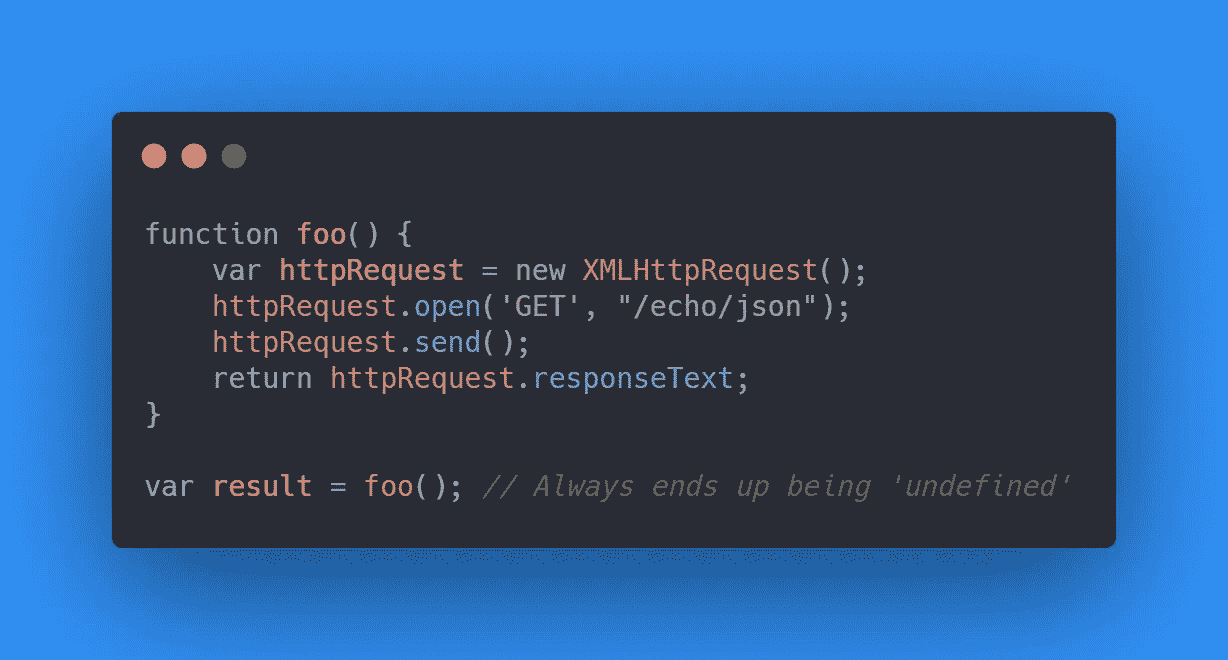 function foo() {
    var httpRequest = new XMLHttpRequest();
    httpRequest.open('GET', "/echo/json");
    httpRequest.send();
    return httpRequest.responseText;
}
var result = foo(); // Always ends up being 'undefined'